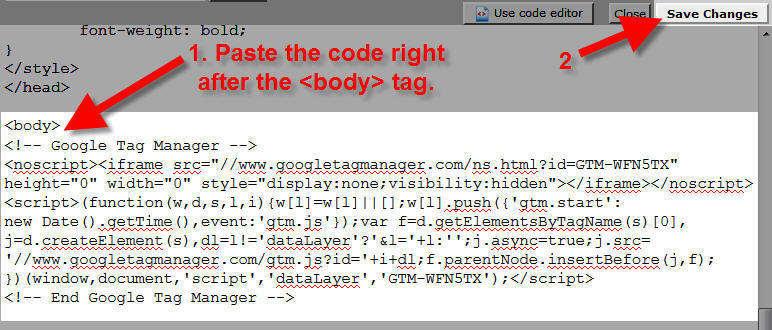 Use code editor
Close
Save Changes
font-weight: bold;
}
</style>
</head>
1. Paste the code right
after the <body> tag.
2
<body>
<!-- Google Tag Manager -->
<noscript><iframe src="//www.googletagmanager.com/ns.html?id=GTM-WFN5TX"
height="0" width="0" style="display:none;visibility:hidden"></iframe></noscript>
<script>(function(w,d,s,l,i){w[l]=w[l]||[];w[l].push({'gtm.start':
new Date().getTime(),event:'gtm.js'});var f=d.getElementsByTagName(s)[0],
j=d.createElement(s),dl=l!='dataLayer'?'&l='+l:'';j.async=true;j.src=
'//www.googletagmanager.com/gtm.js?id='+i+dl;f.parentNode.insertBefore(j,f);
})(window,document,'script','dataLayer','GTM-WFN5TX');</script>
<!-- End Google Tag Manager -->